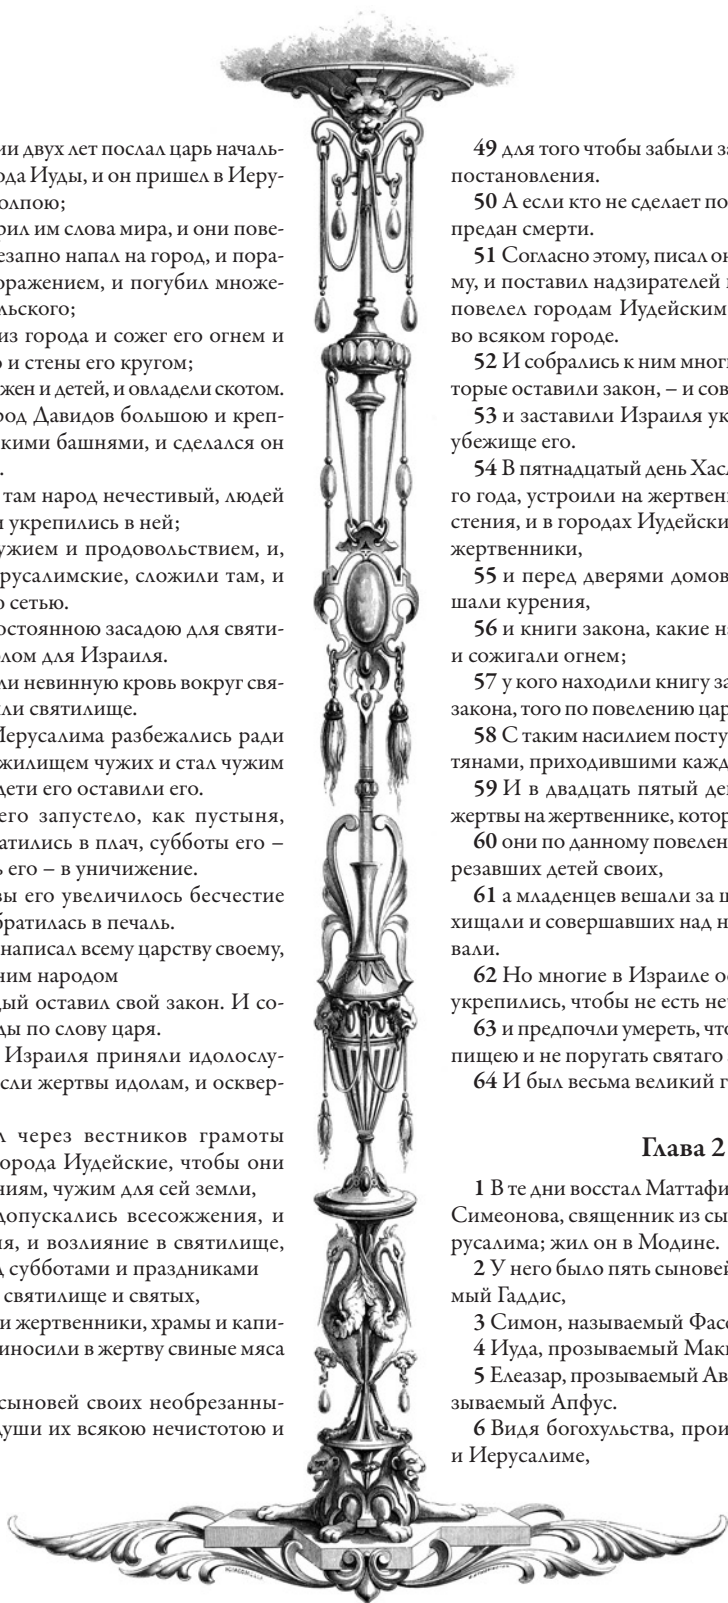 ии двух лет послал царь началь-
ода Иуды, и он пришел в Иеру-
олпою;
рил им слова мира, и они пове-
езапно напал на город, и пора-
оражением, и погубил множе-
льского;
из города и сожег его огнем и
о и стены его кругом;
жен и детей, и овладели скотом.
род Давидов большою и креп-
кими башнями, и сделался он
.
там народ нечестивый, людей
и укрепились в ней;
ужием и продовольствием, и,
русалимские, сложили там, и
ю сетью.
остоянною засадою для святи-
олом для Израиля.
ли невинную кровь вокруг свя-
или святилище.
Иерусалима разбежались ради
жилищем чужих и стал чужим
дети его оставили его.
его запустело, как пустыня,
атились в плач, субботы его –
ь его – в уничижение.
вы его увеличилось бесчестие
братилась в печаль.
написал всему царству своему,
ним народом
дый оставил свой закон. И со-
ды по слову царя.
Израиля приняли идолослу-
сли жертвы идолам, и осквер-
л через вестников грамоты
орода Иудейские, чтобы они
ниям, чужим для сей земли,
допускались всесожжения, и
ия, и возлияние в святилище,
д субботами и праздниками
святилище и святых,
и жертвенники, храмы и капи-
риносили в жертву свиные мяса
сыновей своих необрезанны-
души их всякою нечистотою и
49 для того чтобы забыли за
постановления.
50 А если кто не сделает по
предан смерти.
51 Согласно этому, писал он
му, и поставил надзирателей н
повелел городам Иудейским
во всяком городе.
52 И собрались к ним многи
торые оставили закон, – и сов
53 и заставили Израиля ук
убежище его.
54 В пятнадцатый день Хасл
го года, устроили на жертвенн
стения, и в городах Иудейски
жертвенники,
55 и перед дверями домов
шали курения,
56 и книги закона, какие на
и сожигали огнем;
57 у кого находили книгу за
закона, того по повелению цар
58 С таким насилием посту
тянами, приходившими кажд
59 И в двадцать пятый ден
жертвы на жертвеннике, котор
60 они по данному повелен
резавших детей своих,
61 а младенцев вешали за ш
хищали и совершавших над н
вали.
62 Но многие в Израиле ос
укрепились, чтобы не есть неч
63 и предпочли умереть, что
пищею и не поругать святаго з
64 И был весьма великий г
Глава 2
1 В те дни восстал Маттафи
Симеонова, священник из сы
русалима; жил он в Модине.
2 У него было пять сыновей
мый Гаддис,
3 Симон, называемый Фасс
4 Иуда, прозываемый Макк
5 Елеазар, прозываемый Ав
зываемый Апфус.
6 Видя богохульства, прои
и Иерусалиме,